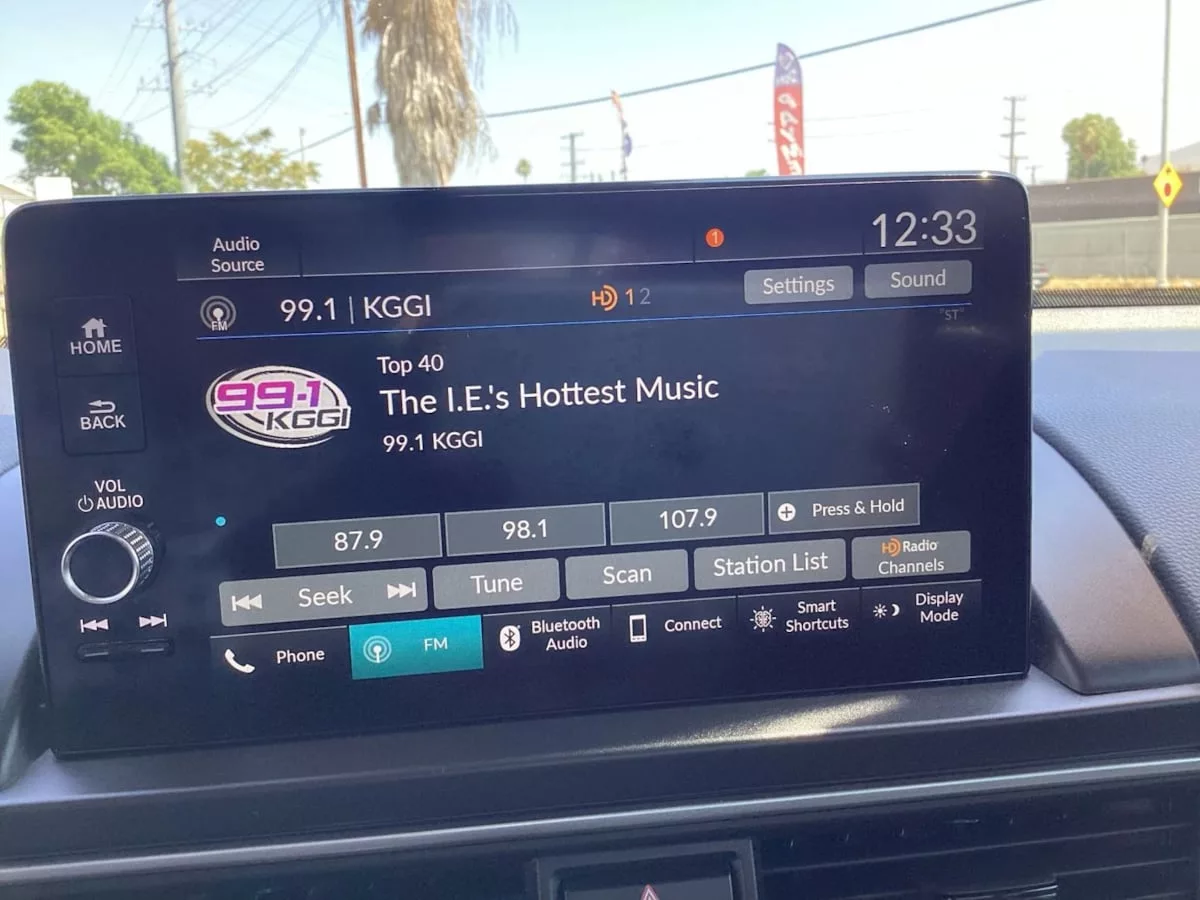 Audio
Source
1
12:33
FM
99.1 | KGGI
HD 1 2
Settings
Sound
"ST"
HOME
BACK
99·1
KGGI
Top 40
The I.E.'s Hottest Music
99.1 KGGI
VOL
AUDIO
87.9
98.1
107.9
Press & Hold
Seek
Tune
Scan
Station List
HD Radio
Channels
Phone
FM
Bluetooth
Audio
Connect
Smart
Shortcuts
Display
Mode